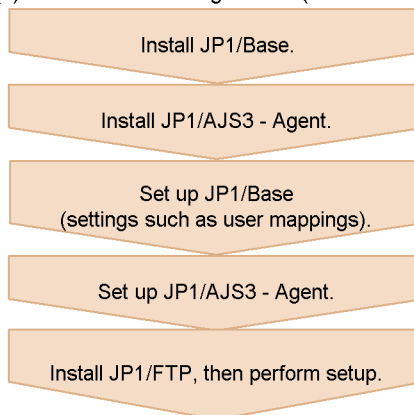 Install JP1/Base.
Install JP1/AJS3 - Agent.
Set up JP1/Base
(settings such as user mappings).
Set up JP1/AJS3 - Agent.
Install JP1/FTP, then perform setup.